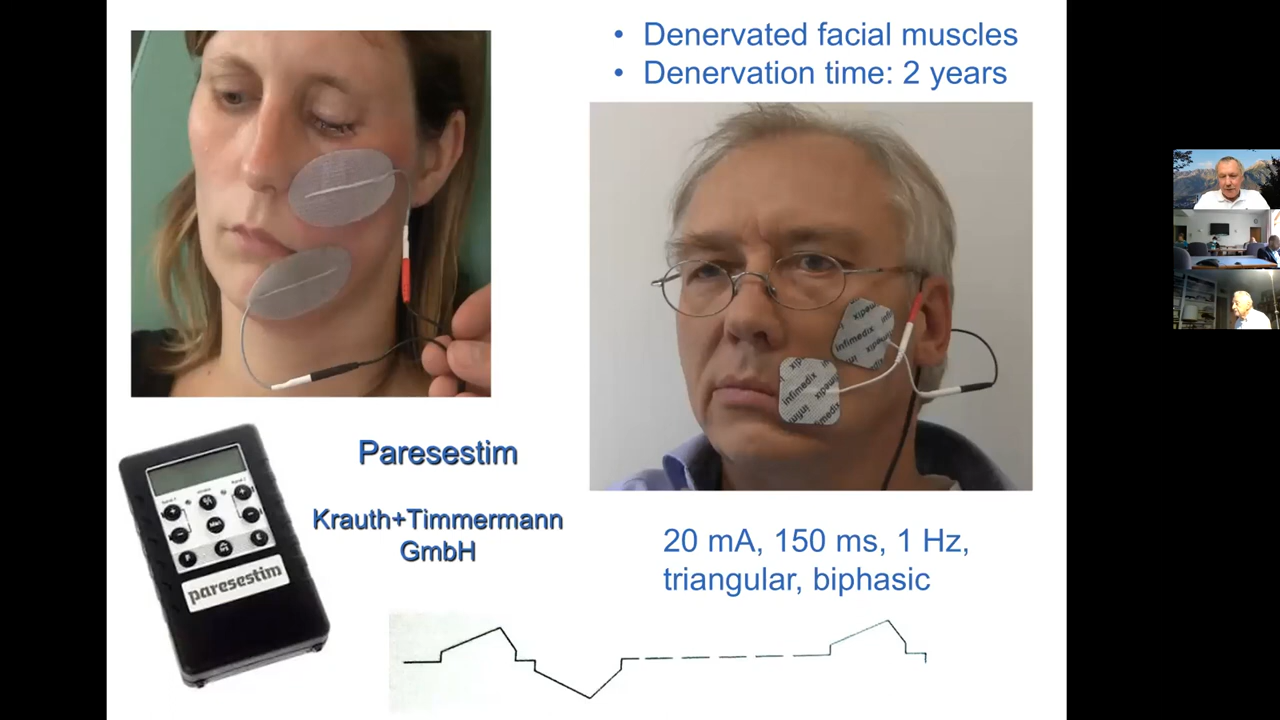 • Denervated facial muscles
• Denervation time: 2 years
infimedix
infimedix
infimedix
Paresestim
Krauth+Timmermann
GmbH
paresestim
20 mA, 150 ms, 1 Hz,
triangular, biphasic